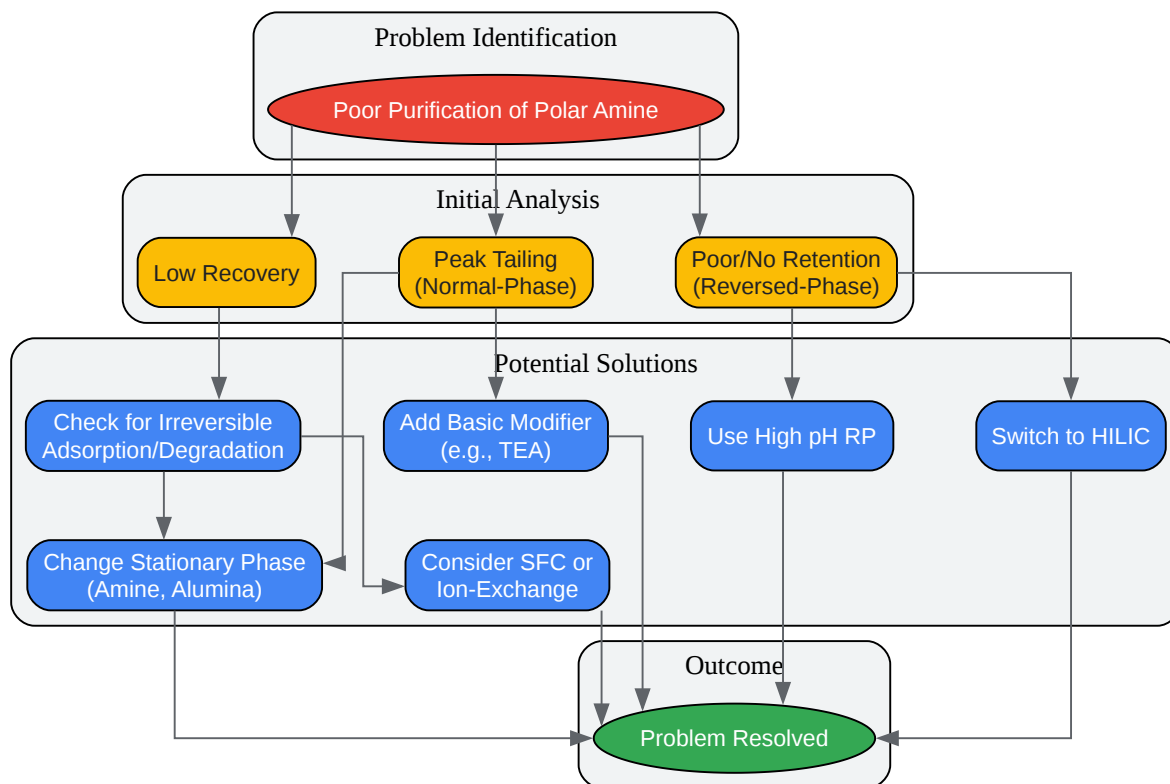 Problem Identification
Poor Purification of Polar Amine
Initial Analysis
Low Recovery
Peak Tailing
(Normal-Phase)
Poor/No Retention
(Reversed-Phase)
Potential Solutions
Check for Irreversible
Adsorption/Degradation
Add Basic Modifier
(e.g., TEA)
Use High pH RP
Switch to HILIC
Change Stationary Phase
(Amine, Alumina)
Consider SFC or
Ion-Exchange
Outcome
Problem Resolved